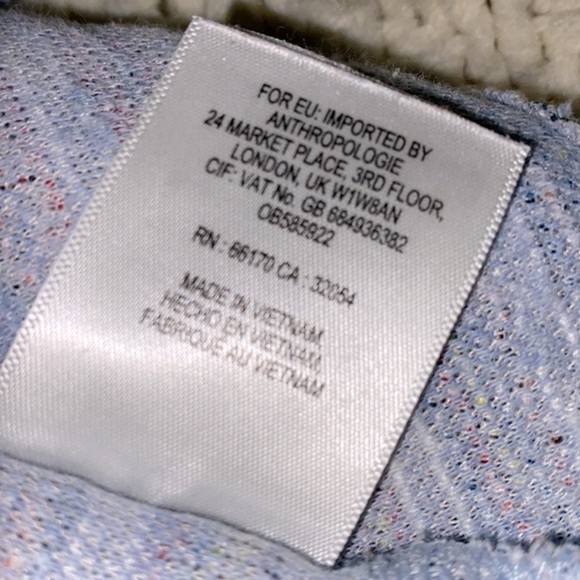 FOR EU: IMPORTED BY
ANTHROPOLOGIE
24 MARKET PLACE, 3RD FLOOR,
LONDON, UK W1W8AN
CIF: VAT No. GB 684936382
OB585922
RN : 66170 CA : 32054
MADE IN VIETNAM
HECHO EN VIETNAM
FABRIQUE AU VIETNAM